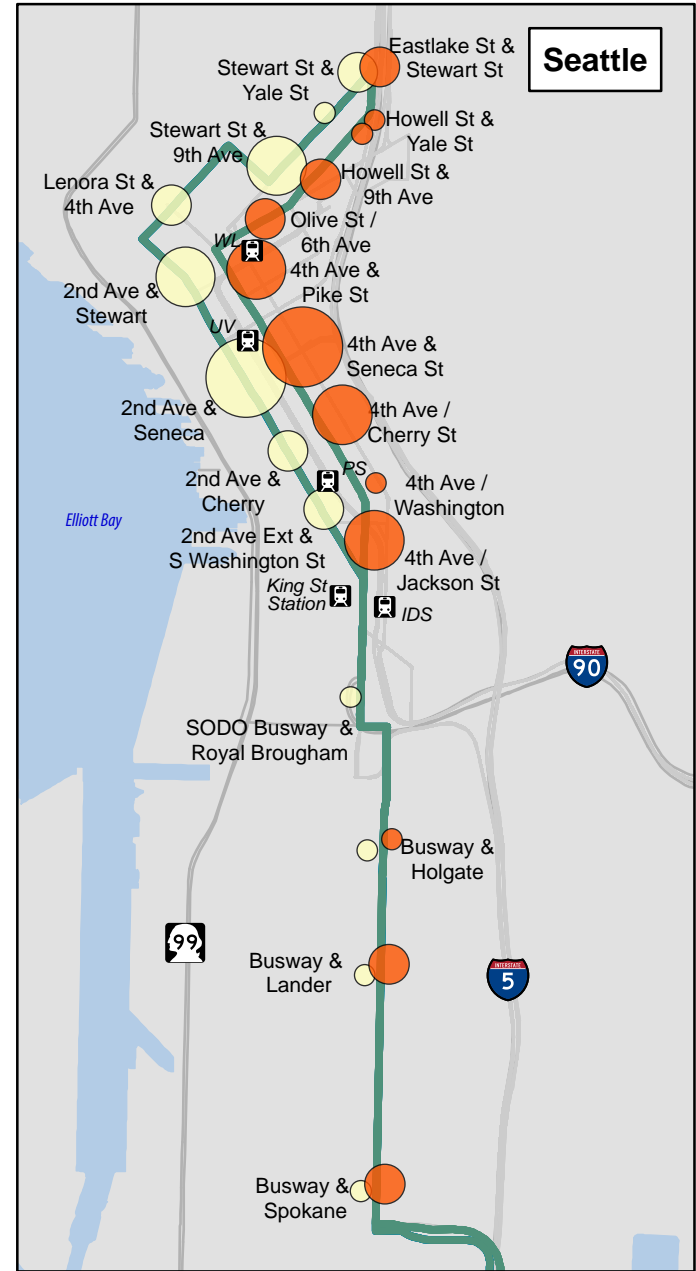 Seattle
Eastlake St &
Stewart St
Stewart St &
Yale St
Howell St &
Yale St
Stewart St &
9th Ave
Howell St &
9th Ave
Lenora St &
4th Ave
Olive St /
6th Ave
WL
4th Ave &
Pike St
2nd Ave &
Stewart
UV
4th Ave &
Seneca St
2nd Ave &
Seneca
4th Ave /
Cherry St
2nd Ave &
Cherry
PS
4th Ave /
Washington
Elliott Bay
2nd Ave Ext &
S Washington St
4th Ave /
Jackson St
King St
Station
IDS
INTERSTATE
90
SODO Busway &
Royal Brougham
Busway &
Holgate
99
Busway &
Lander
INTERSTATE
5
Busway &
Spokane